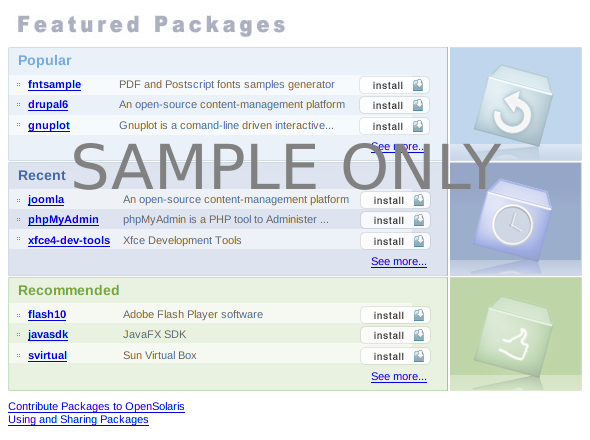 Featured Packages
Popular
fntsample PDF and Postscript fonts samples generator install
drupal6 An open-source content-management platform install
gnuplot Gnuplot is a comand-line driven interactive... install
See more...
SAMPLE ONLY
Recent
joomla An open-source content-management platform install
phpMyAdmin phpMyAdmin is a PHP tool to Administer ... install
xfce4-dev-tools Xfce Development Tools install
See more...
Recommended
flash10 Adobe Flash Player software install
javasdk JavaFX SDK install
svirtual Sun Virtual Box install
See more...
Contribute Packages to OpenSolaris
Using and Sharing Packages